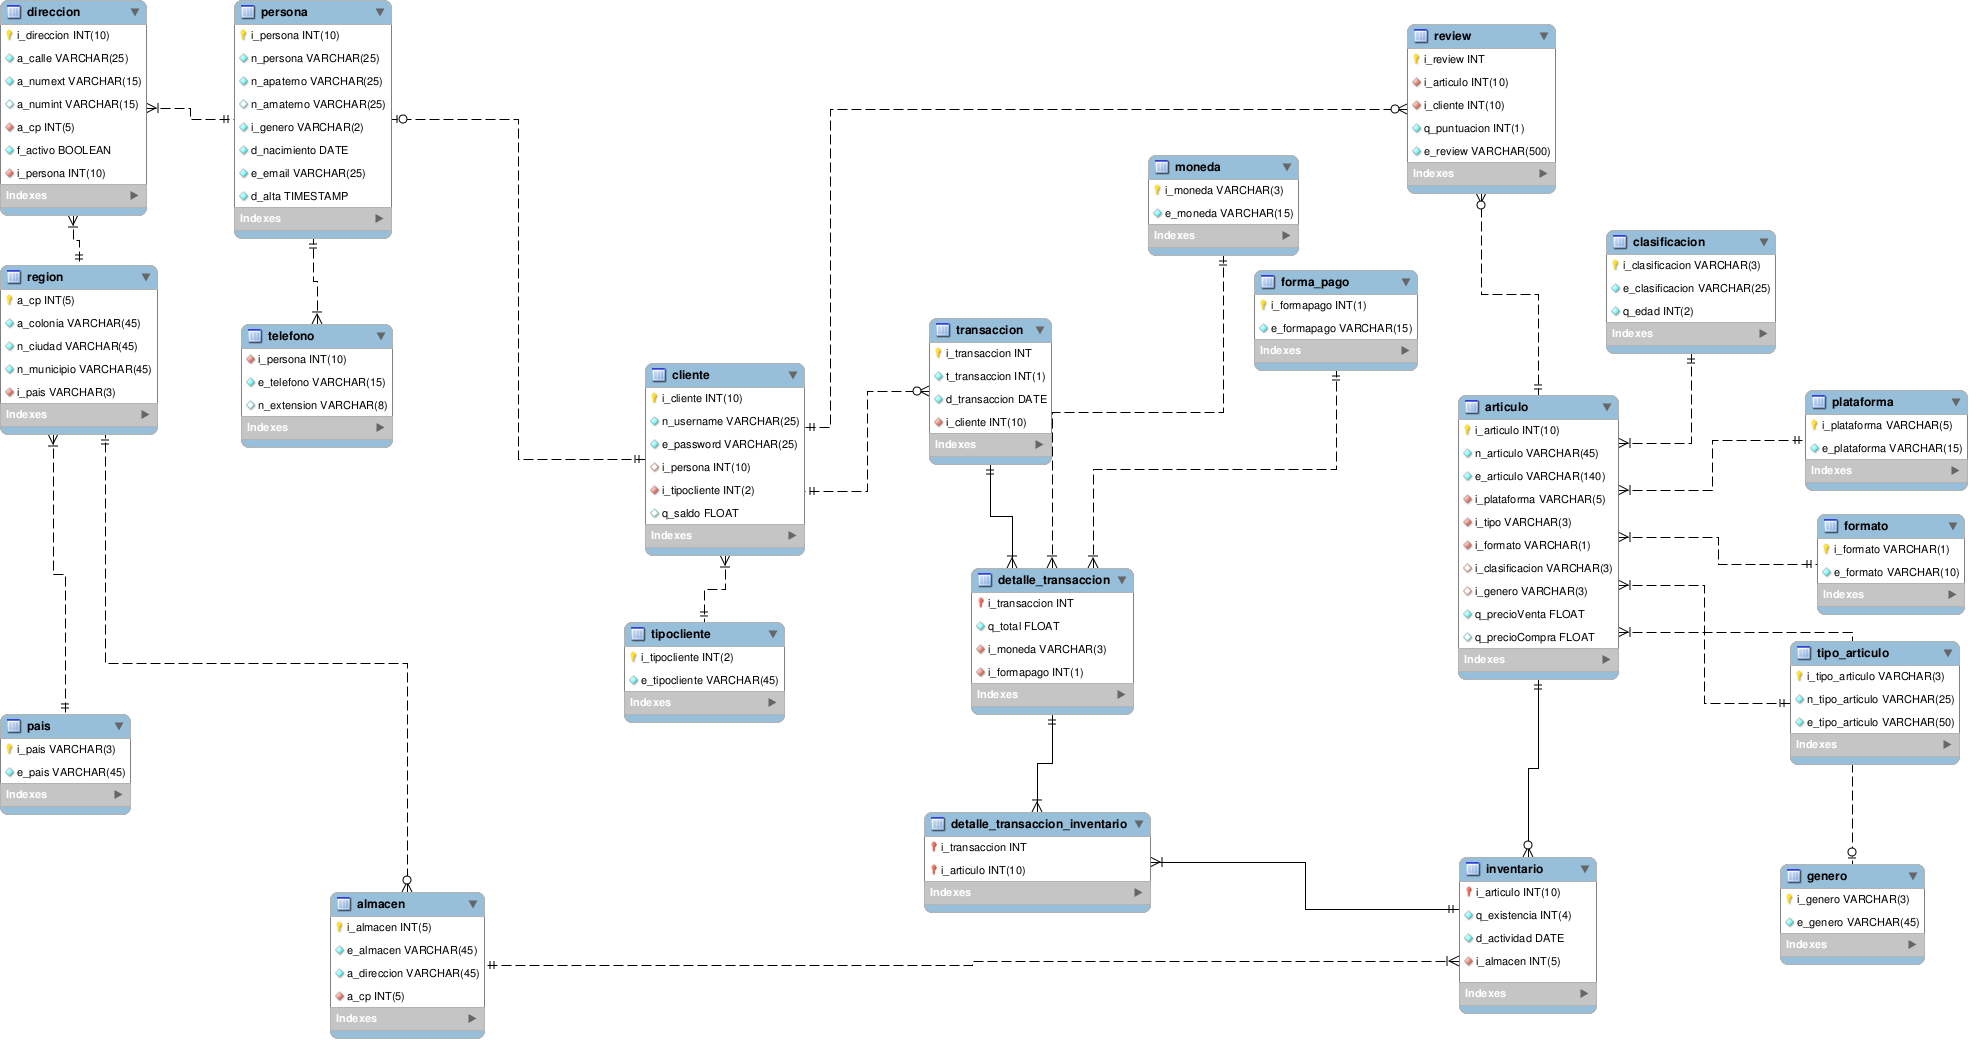 direccion
i_direccion INT(10)
a_calle VARCHAR(25)
a_numext VARCHAR(15)
a_numint VARCHAR(15)
a_cp INT(5)
f_activo BOOLEAN
i_persona INT(10)
Indexes
persona
i_persona INT(10)
n_persona VARCHAR(25)
n_apaterno VARCHAR(25)
n_amaterno VARCHAR(25)
i_genero VARCHAR(2)
d_nacimiento DATE
e_email VARCHAR(25)
d_alta TIMESTAMP
Indexes
region
a_cp INT(5)
a_colonia VARCHAR(45)
n_ciudad VARCHAR(45)
n_municipio VARCHAR(45)
i_pais VARCHAR(3)
Indexes
telefono
i_persona INT(10)
e_telefono VARCHAR(15)
n_extension VARCHAR(8)
Indexes
pais
i_pais VARCHAR(3)
e_pais VARCHAR(45)
Indexes
almacen
i_almacen INT(5)
e_almacen VARCHAR(45)
a_direccion VARCHAR(45)
a_cp INT(5)
Indexes
cliente
i_cliente INT(10)
n_username VARCHAR(25)
e_password VARCHAR(25)
i_persona INT(10)
i_tipocliente INT(2)
q_saldo FLOAT
Indexes
tipocliente
i_tipocliente INT(2)
e_tipocliente VARCHAR(45)
Indexes
transaccion
i_transaccion INT
t_transaccion INT(1)
d_transaccion DATE
i_cliente INT(10)
Indexes
moneda
i_moneda VARCHAR(3)
e_moneda VARCHAR(15)
Indexes
forma_pago
i_formapago INT(1)
e_formapago VARCHAR(15)
Indexes
detalle_transaccion
i_transaccion INT
q_total FLOAT
i_moneda VARCHAR(3)
i_formapago INT(1)
Indexes
detalle_transaccion_inventario
i_transaccion INT
i_articulo INT(10)
Indexes
review
i_review INT
i_articulo INT(10)
i_cliente INT(10)
q_puntuacion INT(1)
e_review VARCHAR(500)
Indexes
clasificacion
i_clasificacion VARCHAR(3)
e_clasificacion VARCHAR(25)
q_edad INT(2)
Indexes
articulo
i_articulo INT(10)
n_articulo VARCHAR(45)
e_articulo VARCHAR(140)
i_plataforma VARCHAR(5)
i_tipo VARCHAR(3)
i_formato VARCHAR(1)
i_clasificacion VARCHAR(3)
i_genero VARCHAR(3)
q_precioVenta FLOAT
q_precioCompra FLOAT
Indexes
plataforma
i_plataforma VARCHAR(5)
e_plataforma VARCHAR(15)
Indexes
formato
i_formato VARCHAR(1)
e_formato VARCHAR(10)
Indexes
tipo_articulo
i_tipo_articulo VARCHAR(3)
n_tipo_articulo VARCHAR(25)
e_tipo_articulo VARCHAR(50)
Indexes
inventario
i_articulo INT(10)
q_existencia INT(4)
d_actividad DATE
i_almacen INT(5)
Indexes
genero
i_genero VARCHAR(3)
e_genero VARCHAR(45)
Indexes